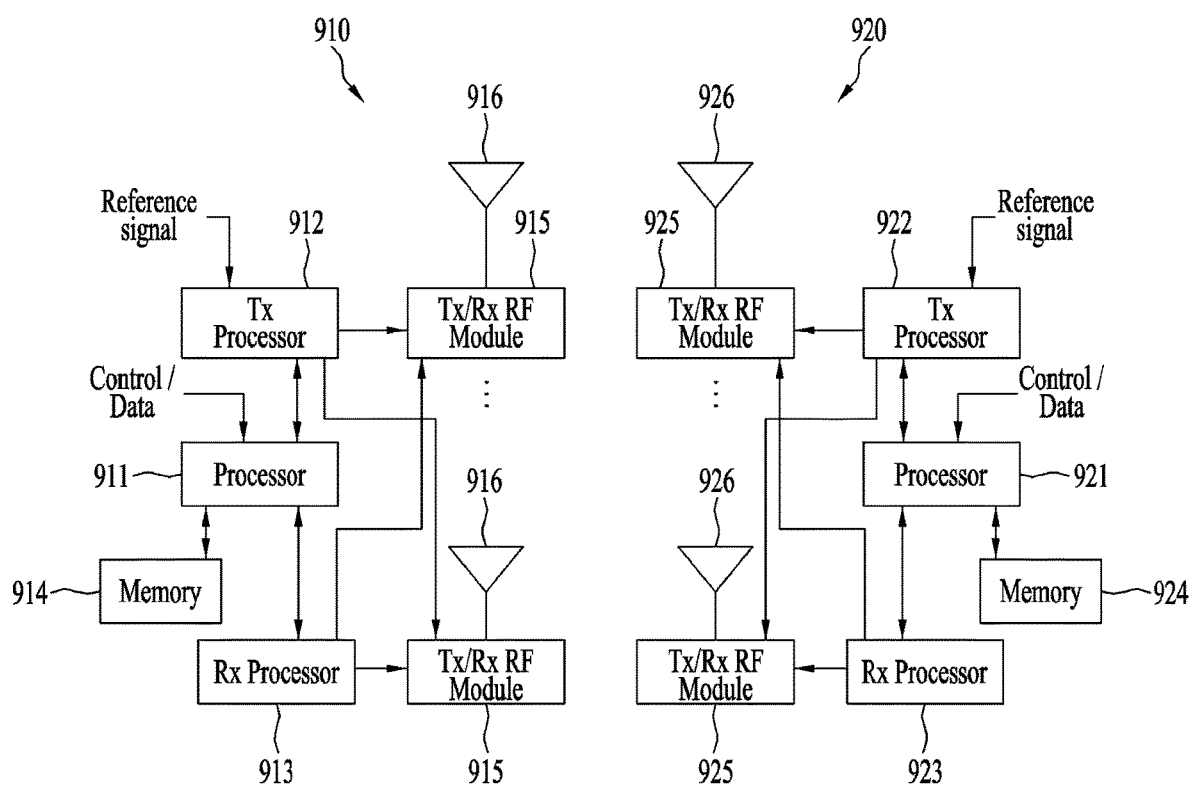 910
920
916
926
Reference
signal
912
915
925
922
Reference
signal
Tx
Processor
Tx/Rx RF
Module
Tx/Rx RF
Module
Tx
Processor
Control /
Data
Control /
Data
911
Processor
916
926
Processor
921
914
Memory
Memory
924
Rx Processor
Tx/Rx RF
Module
Tx/Rx RF
Module
Rx Processor
913
915
925
923